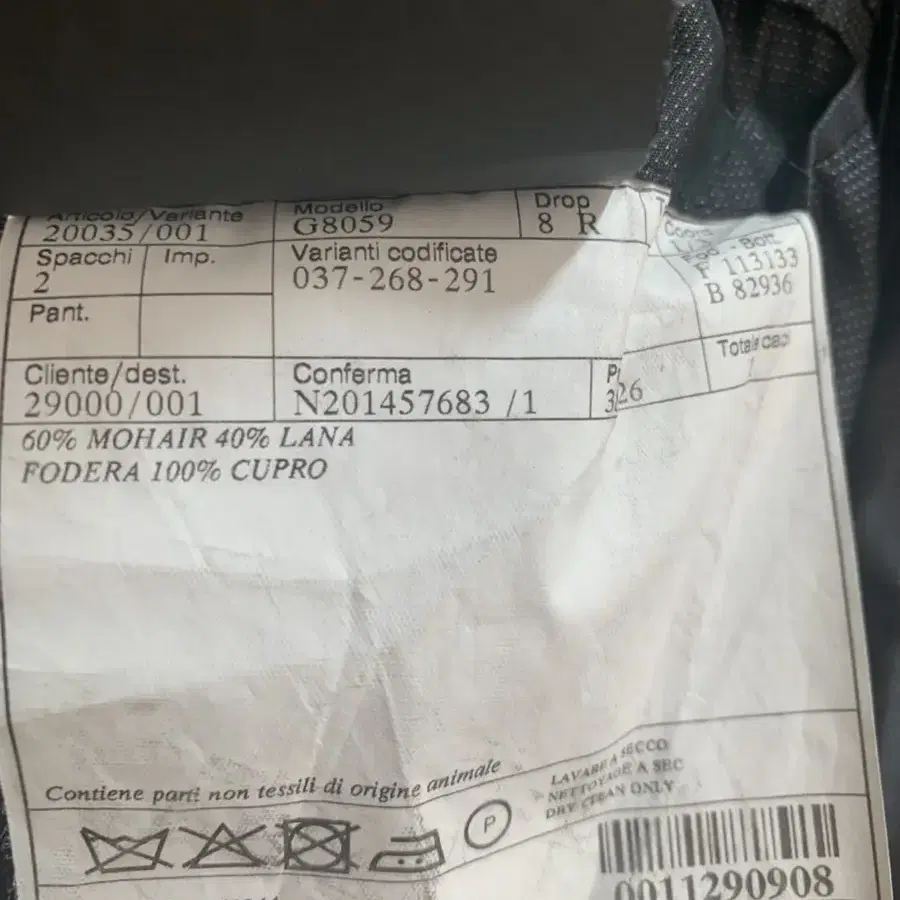 Articolo/Variante Modello Drop
20035/001 G8059 8 R
Spacchi Imp. Varianti codificate - Bott.
2 037-268-291 F 113133
B 82936
Pant.
Totale capi
Cliente/dest. Conferma
29000/001 N201457683 /1
60% MOHAIR 40% LANA
FODERA 100% CUPRO
Contiene parti non tessili di origine animale
LAVARE A SECCO
NETTOYAGE A SEC
DRY CLEAN ONLY
P
0011290908